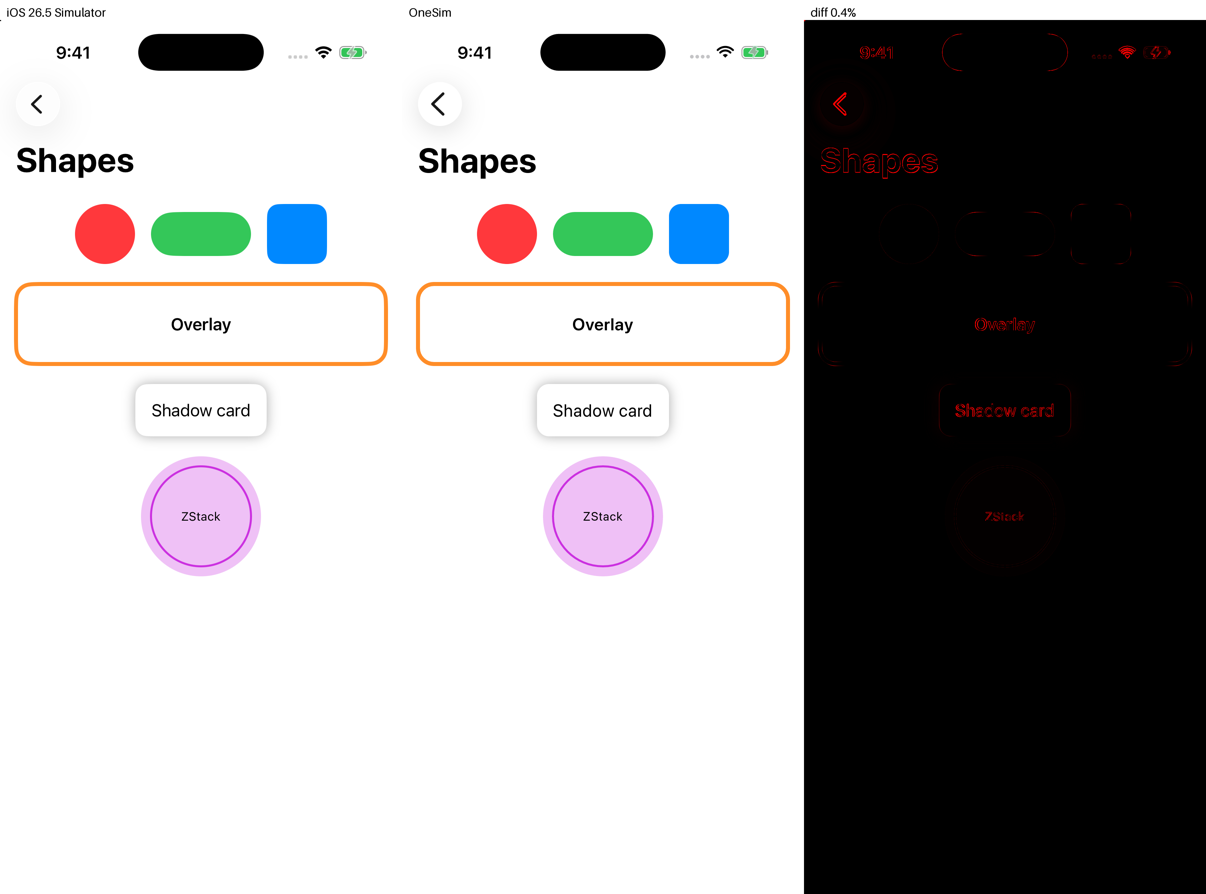 iOS 26.5 Simulator
9:41
Shapes
Overlay
Shadow card
ZStack
OneSim
9:41
Shapes
Overlay
Shadow card
ZStack
diff 0.4%
9:41
Shapes
Overlay
Shadow card
ZStack